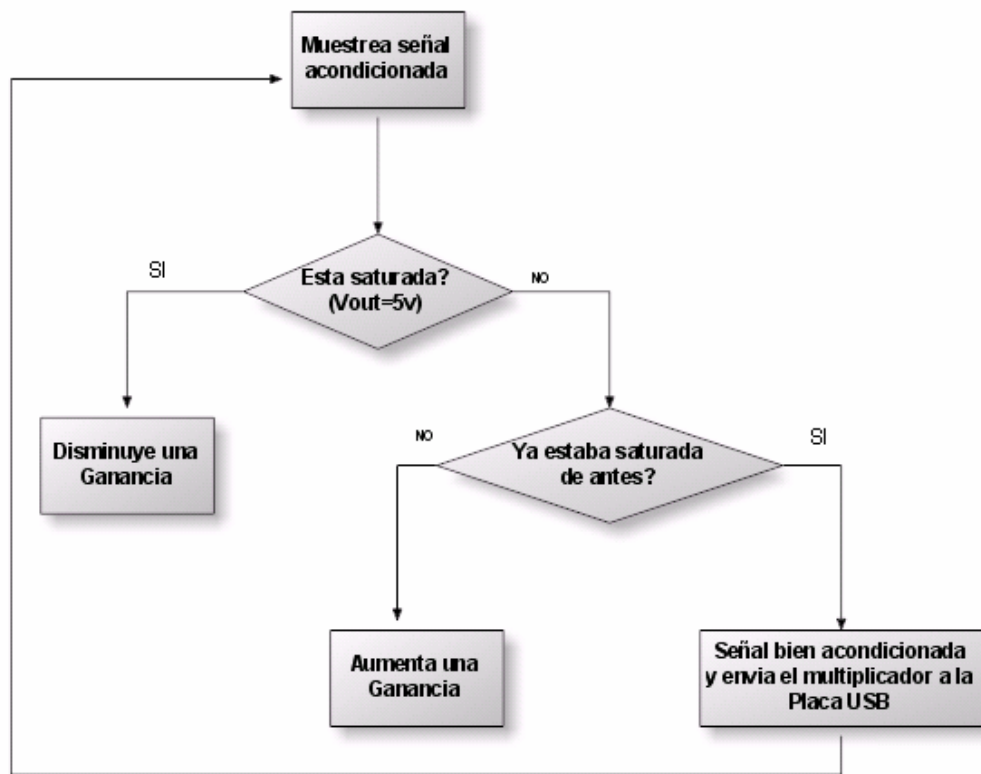 Muestrea señal
acondicionada
Esta saturada?
(Vout=5v)
SI
NO
Disminuye una
Ganancia
Ya estaba saturada
de antes?
NO
SI
Aumenta una
Ganancia
Señal bien acondicionada
y envia el multiplicador a la
Placa USB